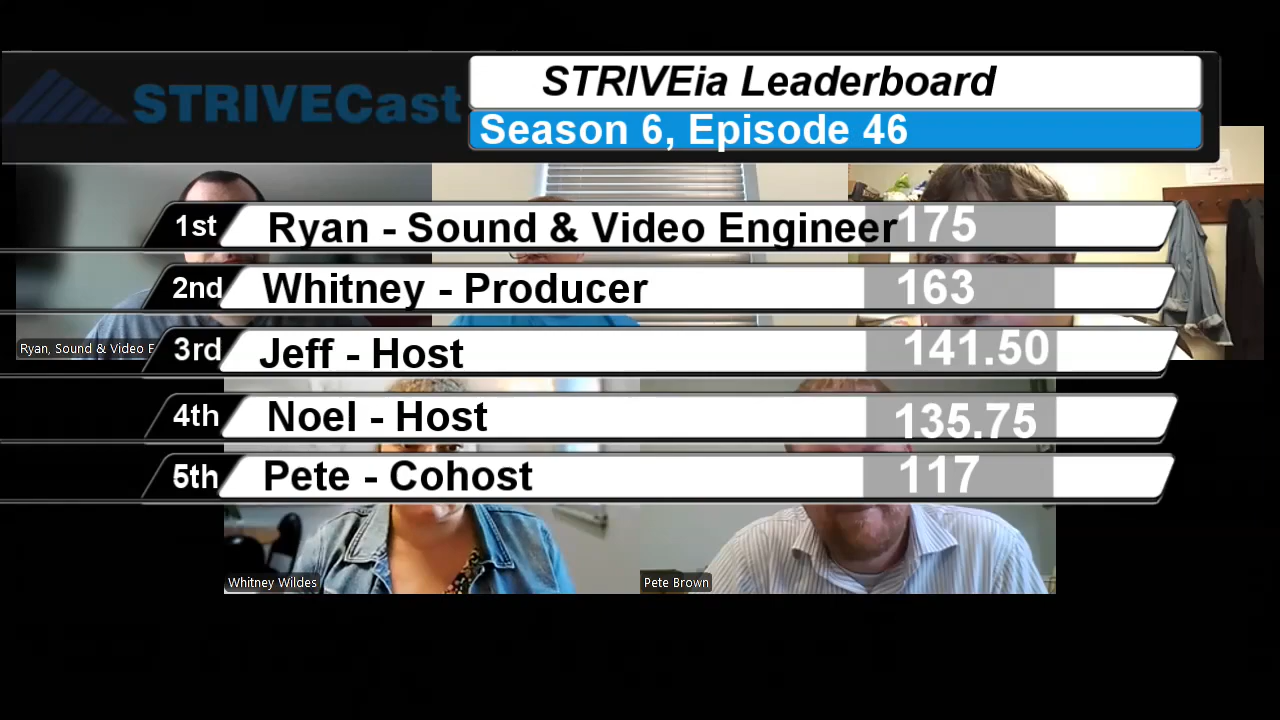 STRIVECast
STRIVEia Leaderboard
Season 6, Episode 46
1st Ryan - Sound & Video Engineer 175
2nd Whitney - Producer 163
Ryan, Sound & Video E
3rd Jeff - Host 141.50
4th Noel - Host 135.75
5th Pete - Cohost 117
Whitney Wildes
Pete Brown